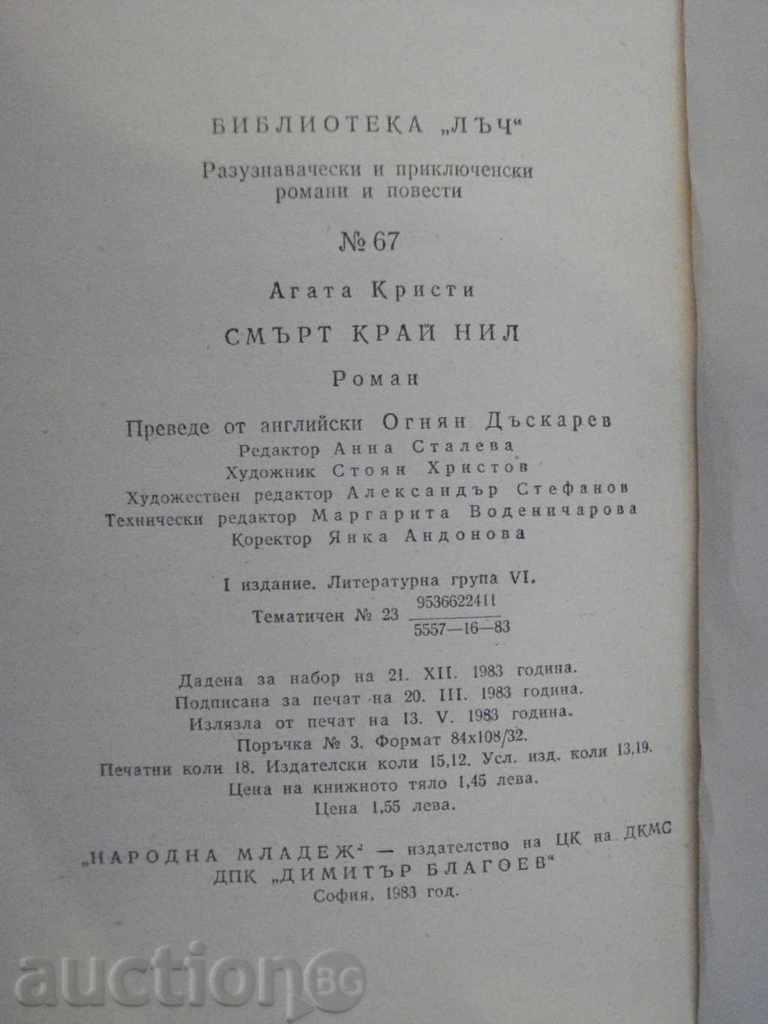 БИБЛИОТЕКА „ЛЪЧ“
Разузнавачески и приключенски
романи и повести
№ 67
Агата Кристи
СМЪРТ КРАЙ НИЛ
Роман
Преведе от английски Огнян Дъскарев
Редактор Анна Сталева
Художник Стоян Христов
Художествен редактор Александър Стефанов
Технически редактор Маргарита Воденичарова
Коректор Янка Андонова
I издание. Литературна група VI.
Тематичен № 23 9536622411
5557—16—83
Дадена за набор на 21. XII. 1983 година.
Подписана за печат на 20. III. 1983 година.
Излязла от печат на 13. V. 1983 година.
Поръчка № 3. Формат 84х108/32.
Печатни коли 18. Издателски коли 15,12. Усл. изд. коли 13,19.
Цена на книжното тяло 1,45 лева.
Цена 1,55 лева.
„НАРОДНА МЛАДЕЖ“ — издателство на ЦК на ДКМС
ДПК „ДИМИТЪР БЛАГОЕВ“
София, 1983 год.
auctionBG